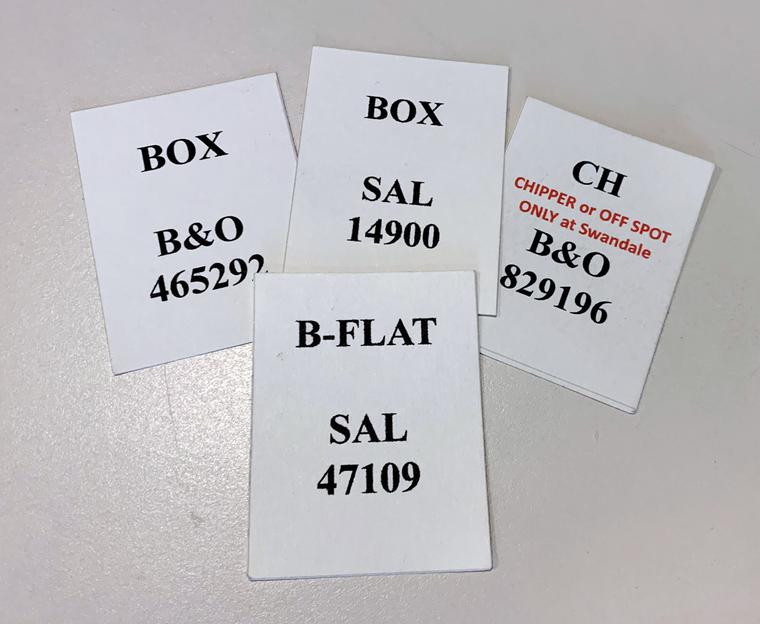 BOX
B&O
465292
BOX
SAL
14900
CH
CHIPPER or OFF SPOT
ONLY at Swandale
B&O
829196
B-FLAT
SAL
47109